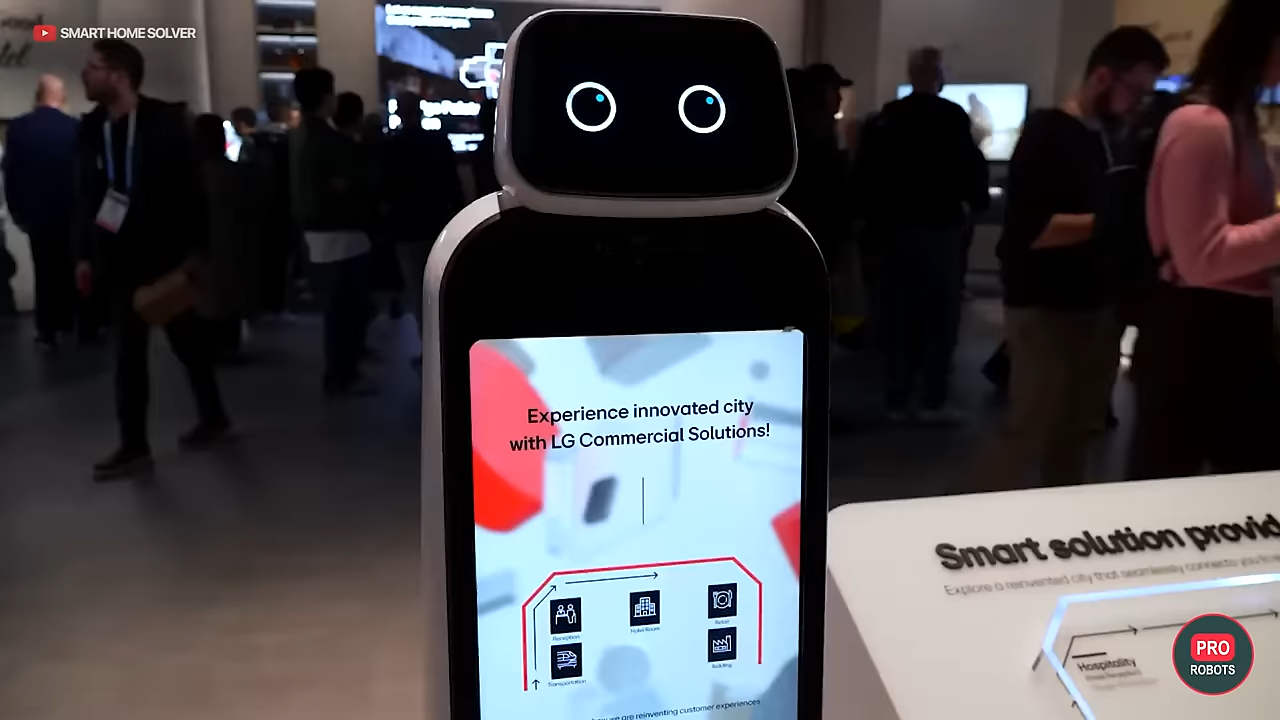 SMART HOME SOLVER
Experience innovated city
with LG Commercial Solutions!
Reception
Hotel Room
Retail
Transportation
Building
we are reinventing customer experiences
Smart solution provid
Explore a reinvented city that seamlessly connects you
Hospitality
PRO
ROBOTS